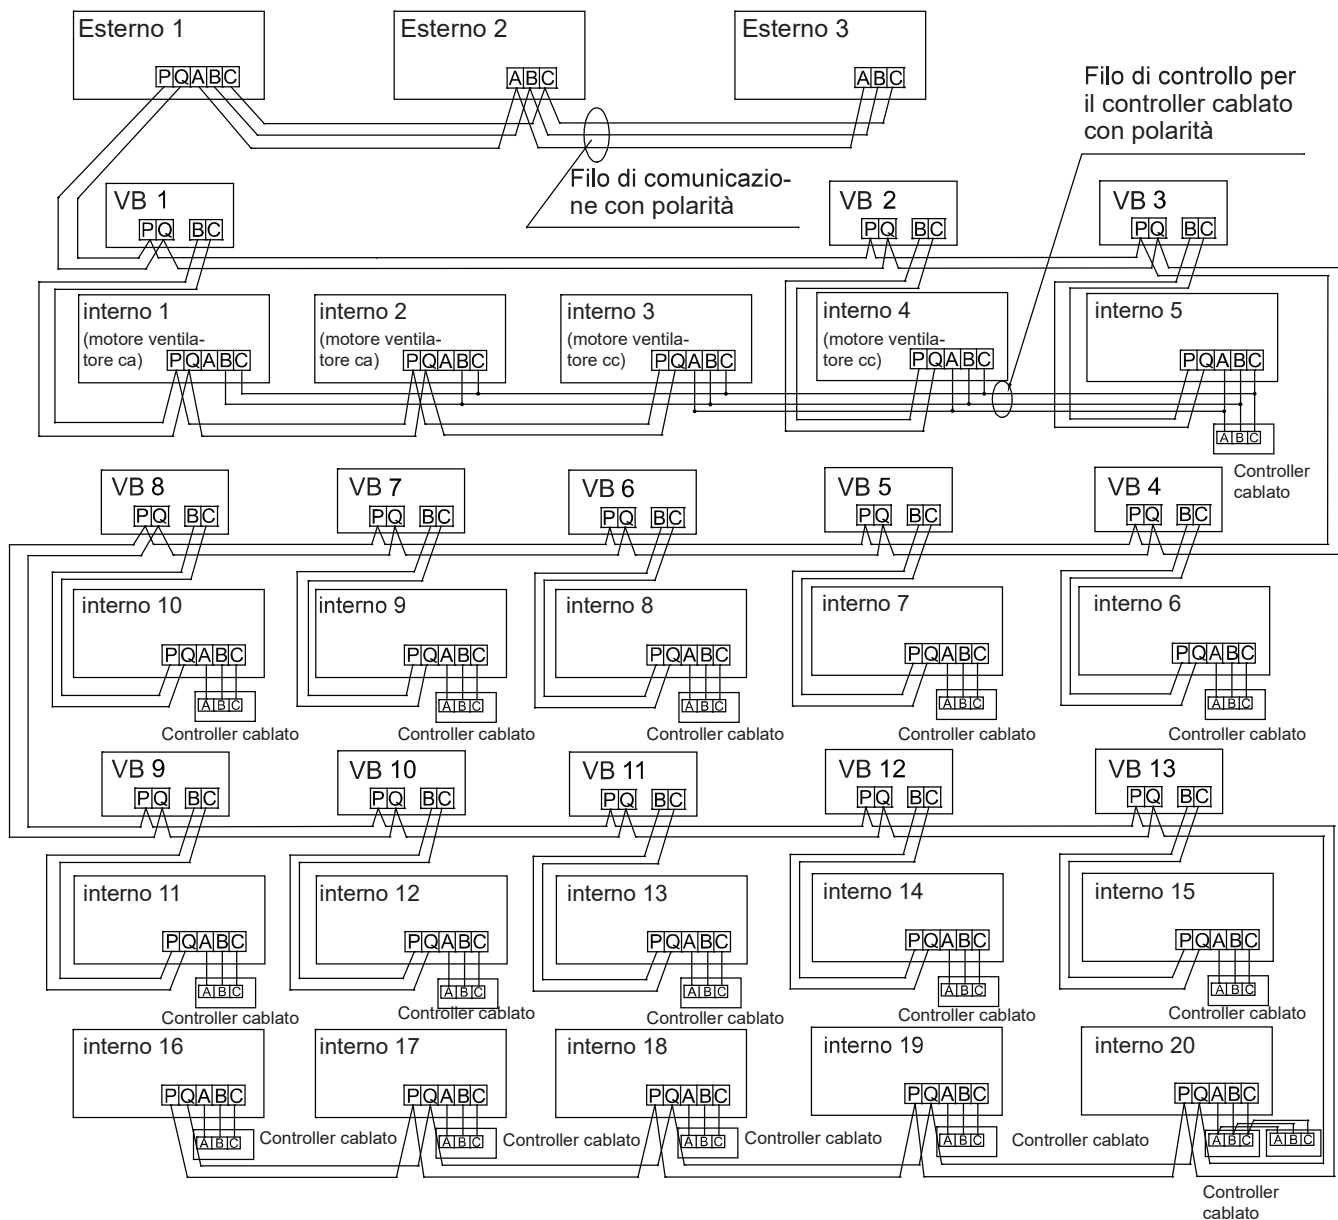 Esterno 1
PQABC
Esterno 2
ABC
Esterno 3
ABC
Filo di controllo per
il controller cablato
con polarità
Filo di comunicazio-
ne con polarità
VB 1
PQ BC
VB 2
PQ BC
VB 3
PQ BC
interno 1
(motore ventila-
tore ca)
PQABC
interno 2
(motore ventila-
tore ca)
PQABC
interno 3
(motore ventila-
tore cc)
PQABC
interno 4
(motore ventila-
tore cc)
PQABC
interno 5
PQABC
ABC
Controller
cablato
VB 8
PQ BC
VB 7
PQ BC
VB 6
PQ BC
VB 5
PQ BC
VB 4
PQ BC
interno 10
PQABC
ABC
Controller cablato
interno 9
PQABC
ABC
Controller cablato
interno 8
PQABC
ABC
Controller cablato
interno 7
PQABC
ABC
Controller cablato
interno 6
PQABC
ABC
Controller cablato
VB 9
PQ BC
VB 10
PQ BC
VB 11
PQ BC
VB 12
PQ BC
VB 13
PQ BC
interno 11
PQABC
ABC
Controller cablato
interno 12
PQABC
ABC
Controller cablato
interno 13
PQABC
ABC
Controller cablato
interno 14
PQABC
ABC
Controller cablato
interno 15
PQABC
ABC
Controller cablato
interno 16
PQABC
ABC
Controller cablato
interno 17
PQABC
ABC
Controller cablato
interno 18
PQABC
ABC
Controller cablato
interno 19
PQABC
ABC
Controller cablato
interno 20
PQABC
ABC
ABC
Controller
cablato